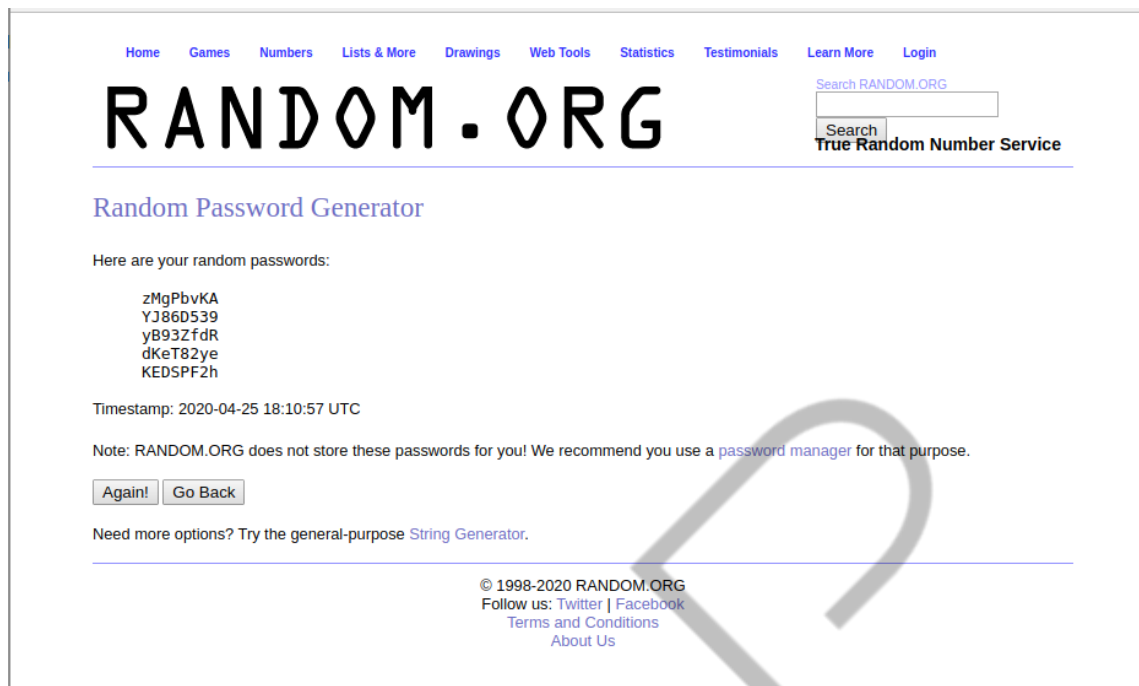 Home Games Numbers Lists & More Drawings Web Tools Statistics Testimonials Learn More Login
RANDOM.ORG
Search RANDOM.ORG
Search
True Random Number Service
Random Password Generator
Here are your random passwords:
zMgPbvKA
YJ86D539
yB93ZfdR
dKeT82ye
KEDSPF2h
Timestamp: 2020-04-25 18:10:57 UTC
Note: RANDOM.ORG does not store these passwords for you! We recommend you use a password manager for that purpose.
Again! Go Back
Need more options? Try the general-purpose String Generator.
© 1998-2020 RANDOM.ORG
Follow us: Twitter | Facebook
Terms and Conditions
About Us